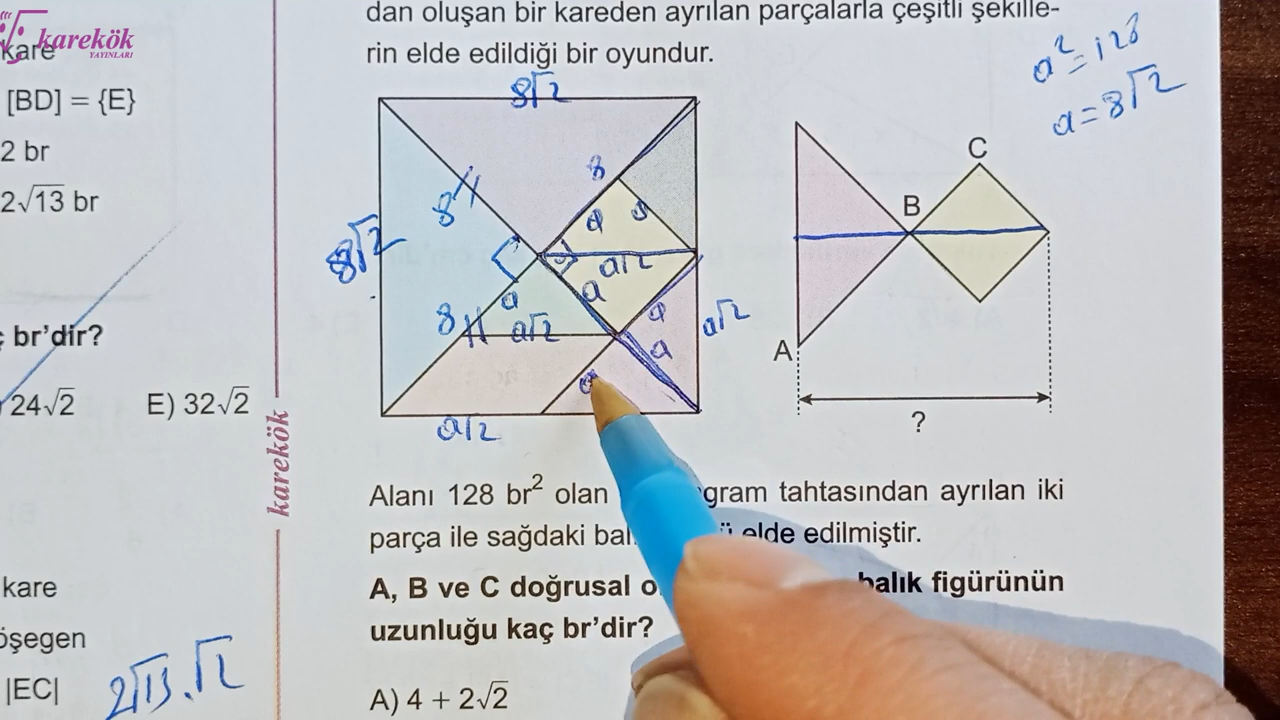 karekök
YAYINLARI
kare
[BD] = {E}
2 br
2√13 br
br'dir?
24√2
E) 32√2
karekök
kare
öşegen
|EC|
2√13.√2
dan oluşan bir kareden ayrılan parçalarla çeşitli şekille-
rin elde edildiği bir oyundur.
a²=128
a=8√2
8√2
8
8
a
a√2
a
8√2
a
a
8
a√2
a
a
a√2
a√2
C
B
A
?
Alanı 128 br² olan gram tahtasından ayrılan iki
parça ile sağdaki bal elde edilmiştir.
A, B ve C doğrusal balık figürünün
uzunluğu kaç br'dir?
A) 4 + 2√2